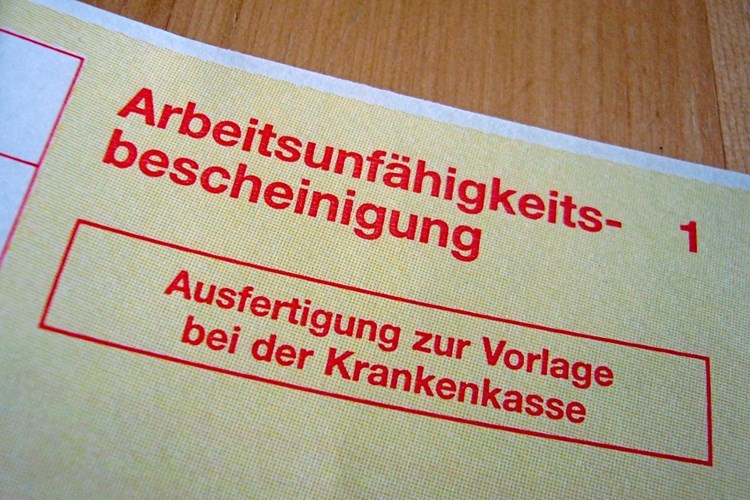 Arbeitsunfähigkeits- 1
bescheinigung
Ausfertigung zur Vorlage
bei der Krankenkasse